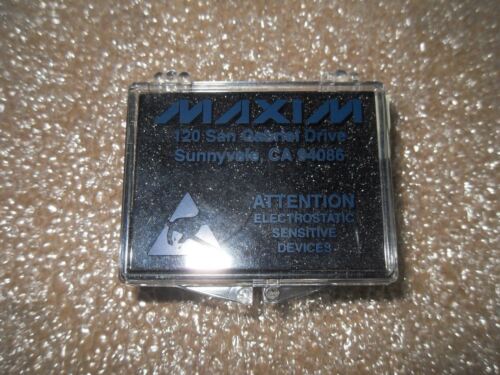 MAXIM
120 San Gabriel Drive
Sunnyvale, CA 94086
ATTENTION
ELECTROSTATIC
SENSITIVE
DEVICES